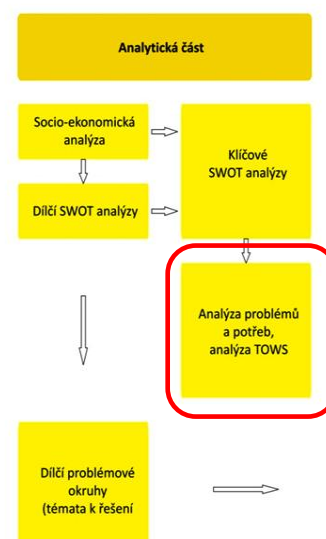 Analytická část
Socio-ekonomická
analýza
Klíčové
SWOT analýzy
Dílčí SWOT analýzy
Analýza problémů
a potřeb,
analýza TOWS
Dílčí problémové
okruhy
(témata k řešení